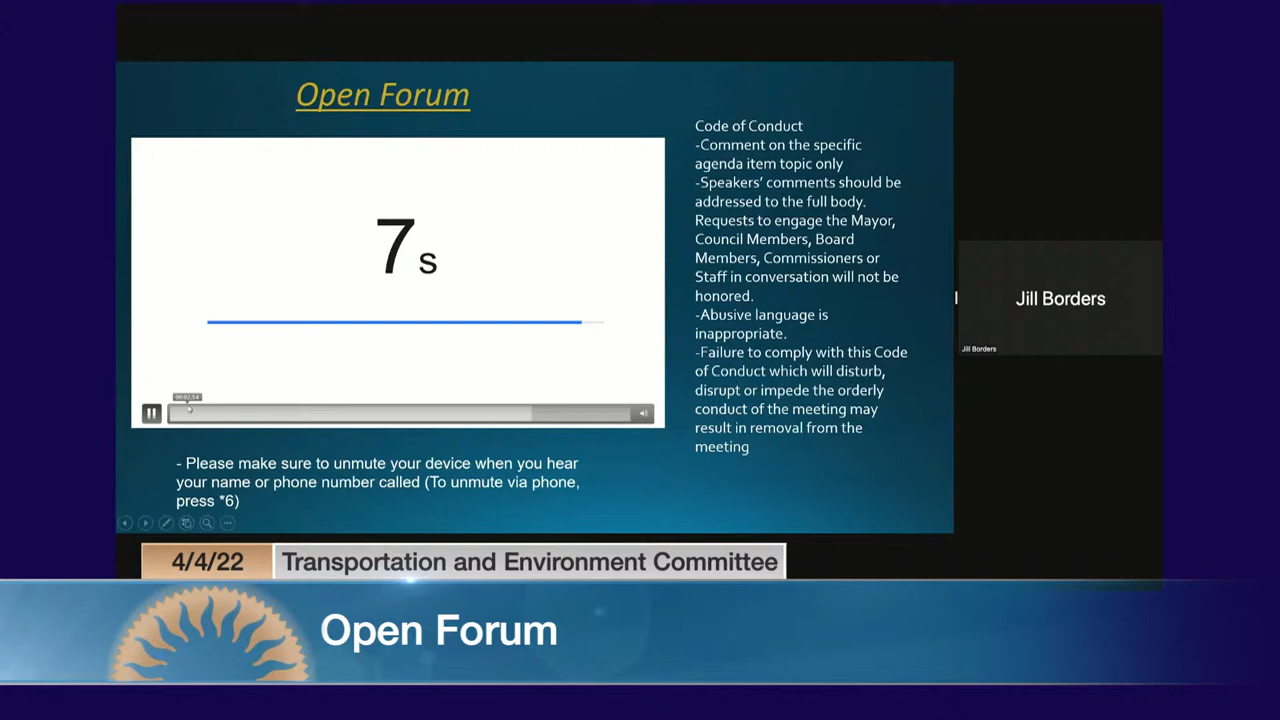 Open Forum
7 s
00:02:54
Code of Conduct
-Comment on the specific
agenda item topic only
-Speakers' comments should be
addressed to the full body.
Requests to engage the Mayor,
Council Members, Board
Members, Commissioners or
Staff in conversation will not be
honored.
-Abusive language is
inappropriate.
-Failure to comply with this Code
of Conduct which will disturb,
disrupt or impede the orderly
conduct of the meeting may
result in removal from the
meeting
- Please make sure to unmute your device when you hear
your name or phone number called (To unmute via phone,
press *6)
Jill Borders
Jill Borders
4/4/22 Transportation and Environment Committee
Open Forum